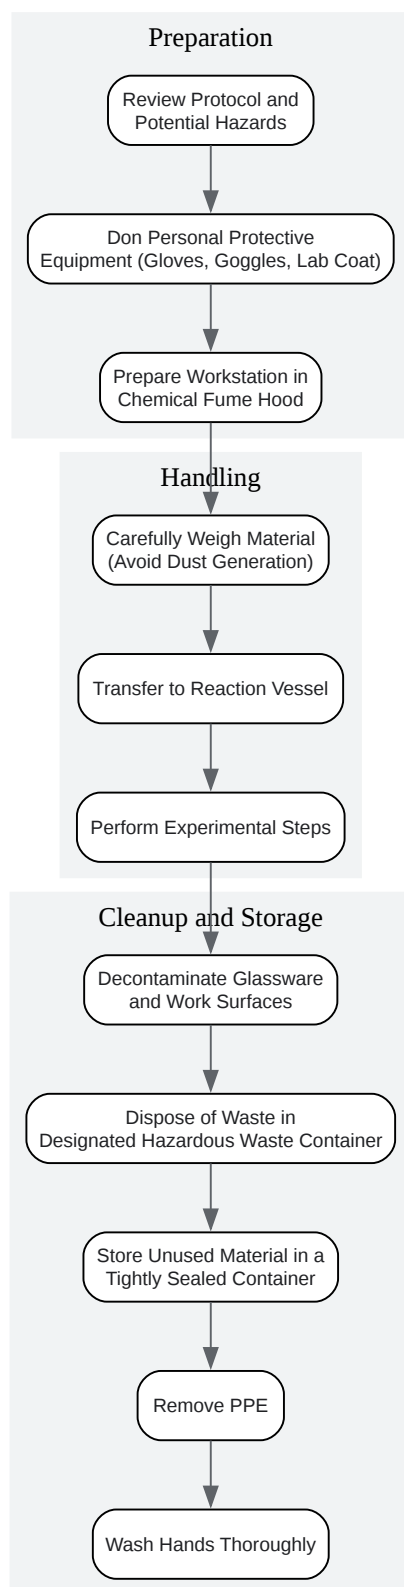 Preparation
Review Protocol and
Potential Hazards
Don Personal Protective
Equipment (Gloves, Goggles, Lab Coat)
Prepare Workstation in
Chemical Fume Hood
Handling
Carefully Weigh Material
(Avoid Dust Generation)
Transfer to Reaction Vessel
Perform Experimental Steps
Cleanup and Storage
Decontaminate Glassware
and Work Surfaces
Dispose of Waste in
Designated Hazardous Waste Container
Store Unused Material in a
Tightly Sealed Container
Remove PPE
Wash Hands Thoroughly